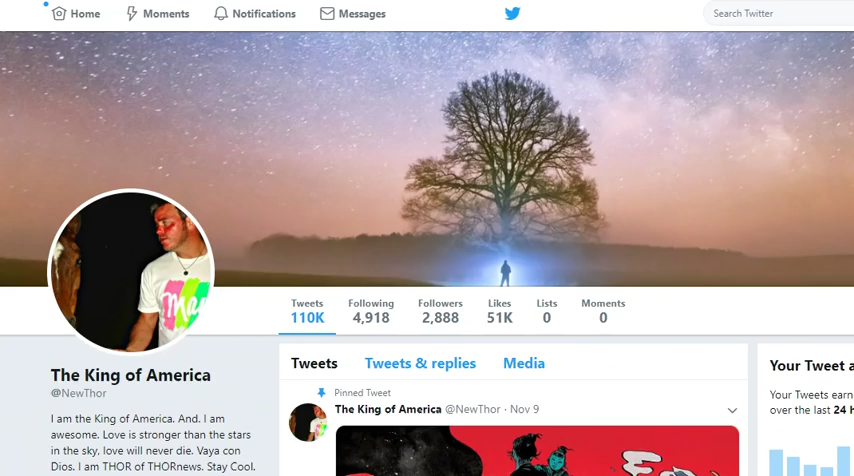 Home Moments Notifications Messages Search Twitter
Tweets Following Followers Likes Lists Moments
110K 4,918 2,888 51K 0 0
The King of America
@NewThor
I am the King of America. And. I am
awesome. Love is stronger than the stars
in the sky, love will never die. Vaya con
Dios. I am THOR of THORnews. Stay Cool.
Tweets Tweets & replies Media
Pinned Tweet
The King of America @NewThor · Nov 9
Your Tweet a
Your Tweets earn
over the last 24 h